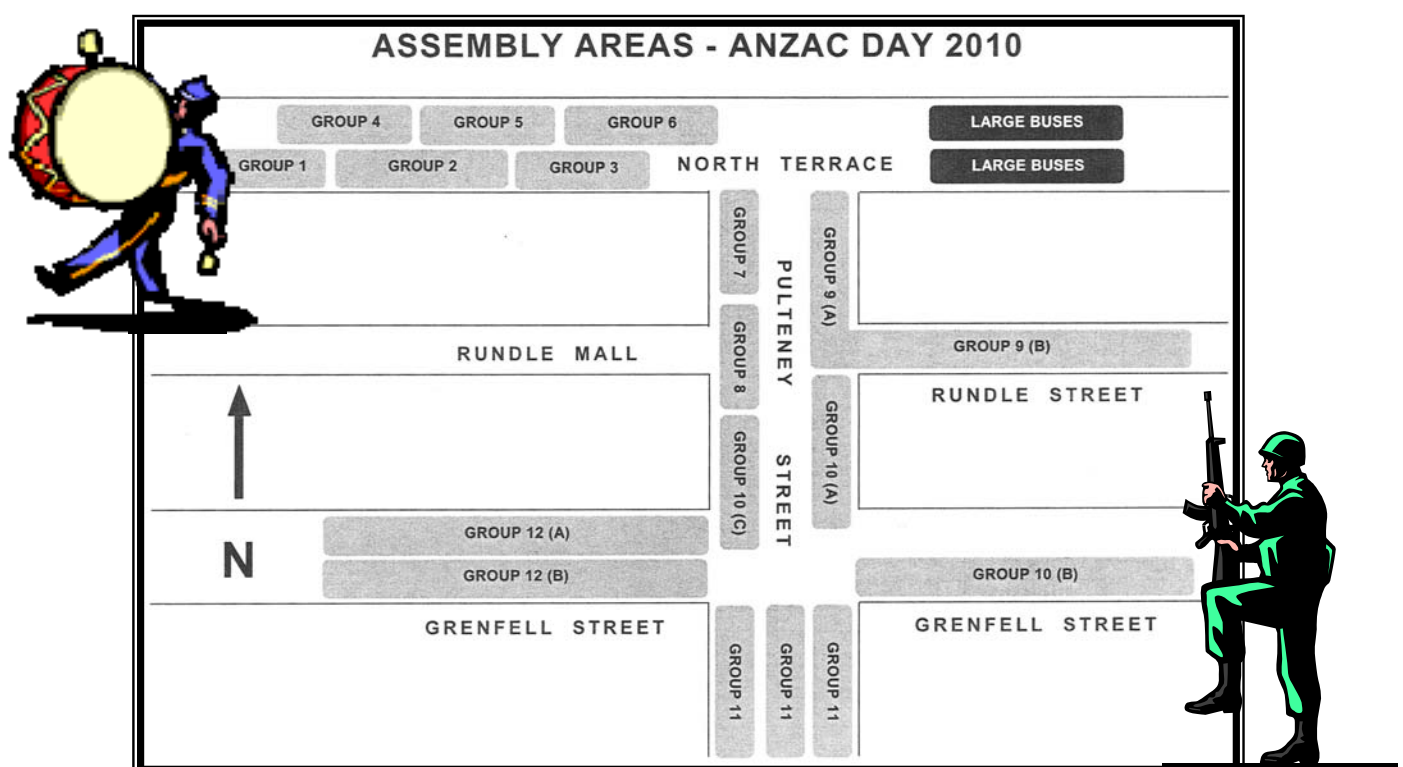 ASSEMBLY AREAS - ANZAC DAY 2010
GROUP 4
GROUP 5
GROUP 6
LARGE BUSES
GROUP 1
GROUP 2
GROUP 3
NORTH TERRACE
LARGE BUSES
GROUP 7
PULTENEY STREET
GROUP 9 (A)
GROUP 8
GROUP 9 (B)
RUNDLE MALL
RUNDLE STREET
GROUP 10 (C)
GROUP 10 (A)
GROUP 12 (A)
GROUP 12 (B)
GROUP 10 (B)
N
GRENFELL STREET
GRENFELL STREET
GROUP 11
GROUP 11
GROUP 11